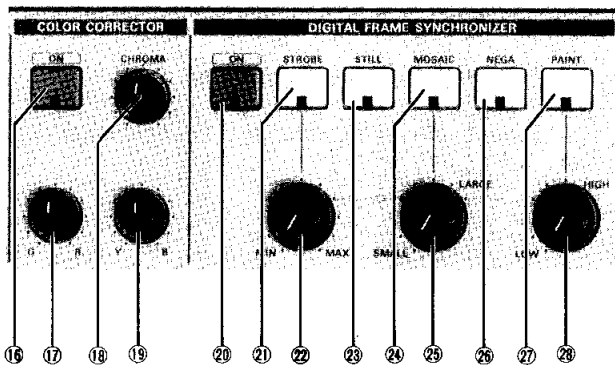 COLOR CORRECTOR
DIGITAL FRAME SYNCHRONIZER
ON CHROMA ON STROBE STILL MOSAIC NEGA PAINT
LARGE HIGH
G R Y B MIN MAX SMALL LOW
⑯ ⑰ ⑱ ⑲ ⑳ ㉑ ㉒ ㉓ ㉔ ㉕ ㉖ ㉗ ㉘